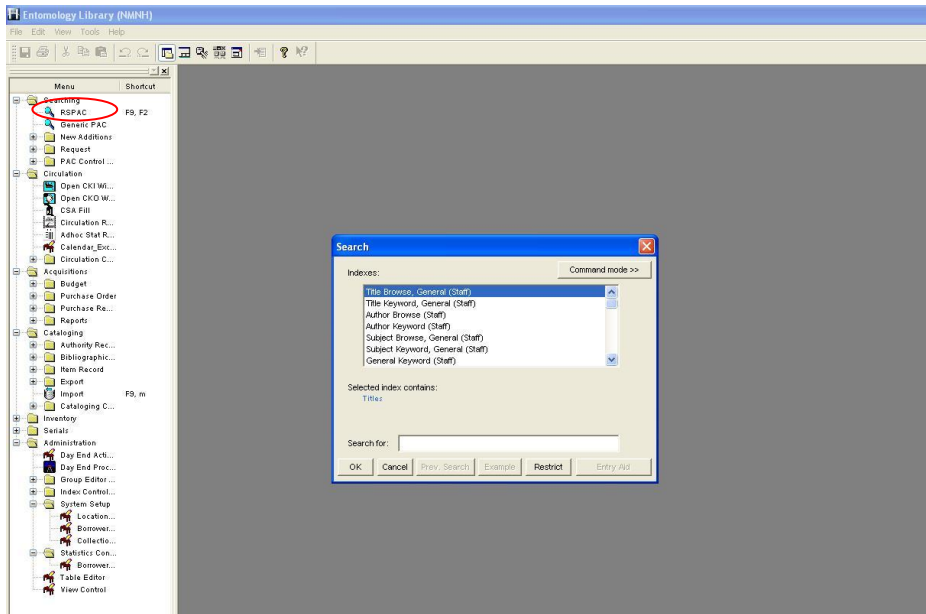 Entomology Library (NMNH)
File Edit View Tools Help
Menu Shortcut
Searching
RSPAC F9, F2
Generic PAC
New Additions
Request
PAC Control ...
Circulation
Open CKI Wi...
Open CKO W...
CSA Fill
Circulation R...
Adhoc Stat R...
Calendar_Exc...
Circulation C...
Acquisitions
Budget
Purchase Order
Purchase Re...
Reports
Cataloging
Authority Rec...
Bibliographic...
Item Record
Export
Import F9, m
Cataloging C...
Inventory
Serials
Administration
Day End Acti...
Day End Proc...
Group Editor ...
Index Control...
System Setup
Location...
Borrower...
Collectio...
Statistics Con...
Borrower...
Table Editor
View Control
Search
Indexes:
Command mode >>
Title Browse, General (Staff)
Title Keyword, General (Staff)
Author Browse (Staff)
Author Keyword (Staff)
Subject Browse, General (Staff)
Subject Keyword, General (Staff)
General Keyword (Staff)
Selected index contains:
Titles
Search for:
OK Cancel Prev. Search Example Restrict Entry Aid